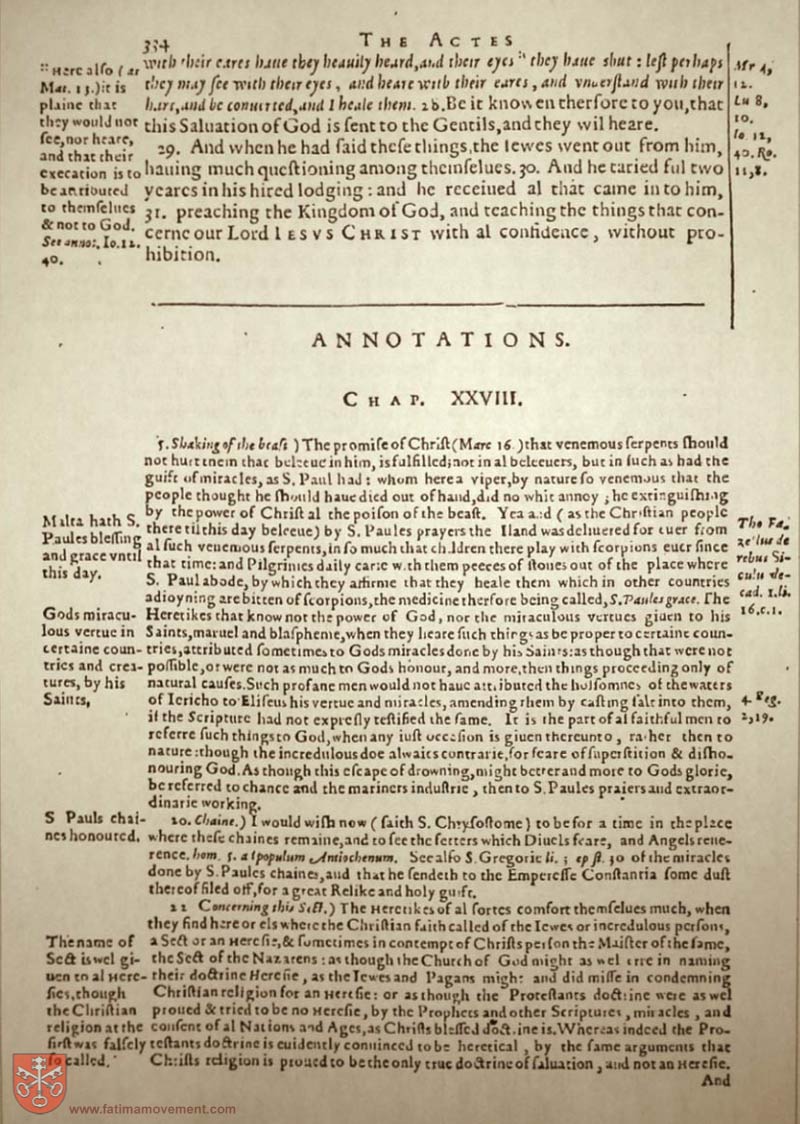 334
THE ACTES
with their eares haue they heauily heard, and their eyes " they haue shut : lest perhaps
they may see with their eyes, and heare with their eares, and vnderstand with their
hart, and be conuerted, and I heale them. 28. Be it knowen therfore to you, that
this Saluation of God is sent to the Gentils, and they wil heare.
29. And when he had said these things, the Iewes went out from him,
hauing much questioning among themselues. 30. And he taried ful two
yeares in his hired lodging : and he receiued al that came in to him,
31. preaching the Kingdom of God, and teaching the things that con-
cerne our Lord IESVS CHRIST with al confidence, without pro-
hibition.
" Here also (as
Mat. 13.) it is
plaine that
they would not
see, nor heare,
and that their
execation is to
be attributed
to themselues
& not to God.
See annot. Io. 12.
40.
Mr 4,
12.
Lu 8,
10.
Io. 12,
40. Ro.
11, 8.
ANNOTATIONS.
CHAP. XXVIII.
5. Shaking of the beast ) The promise of Christ (Marc 16.) that venemous serpents should
not hurt them that beleeue in him, is fulfilled; not in al beleeuers, but in such as had the
guift of miracles, as S. Paul had : whom here a viper, by nature so venemous that the
people thought he should haue died out of hand, did no whit annoy ; he extinguishing
by the power of Christ al the poison of the beast. Yea and ( as the Christian people
there til this day beleeue) by S. Paules prayers the Iland was deliuered for euer from
al such venemous serpents, in so much that children there play with scorpions euer since
that time: and Pilgrimes daily carie with them peeces of stones out of the place where
S. Paul abode, by which they affirme that they heale them which in other countries
adioyning are bitten of scorpions, the medicine therfore being called, S. Paules grace. The
Heretikes that know not the power of God, nor the miraculous vertues giuen to his
Saints, maruel and blaspheme, when they heare such things as be proper to certaine coun-
tries, attributed sometimes to Gods miracles done by his Saints: as though that were not
possible, or were not as much to Gods honour, and more, then things proceeding only of
natural causes. Such profane men would not haue attributed the holsomnes of the waters
of Iericho to Eliseus his vertue and miracles, amending them by casting salt into them,
if the Scripture had not expresly testified the same. It is the part of al faithful men to
referre such things to God, when any iust occasion is giuen thereunto, rather then to
nature: though the incredulous doe alwaies contrarie, for feare of superstition & disho-
nouring God. As though this escape of drowning, might better and more to Gods glorie,
be referred to chance and the mariners industrie, then to S. Paules praiers and extraor-
dinarie working.
20. Chaine.) I would wish now ( saith S. Chrysostome ) to be for a time in the place
where these chaines remaine, and to see the fetters which Diuels feare, and Angels reue-
rence. hom. 5. ad populum Antiochenum. See also S. Gregorie li. 3 epist. 30 of the miracles
done by S. Paules chaines, and that he sendeth to the Emperesse Constantia some dust
thereof filed off, for a great Relike and holy guift.
22 Concerning this Sect.) The Heretikes of al sortes comfort themselues much, when
they find here or els where the Christian faith called of the Iewes or incredulous persons,
a Sect or an Heresie, & sometimes in contempt of Christs person the Maister of the same,
the Sect of the Nazarens : as though the Church of God might as wel erre in naming
their doctrine Heresie, as the Iewes and Pagans might and did misse in condemning
Christian religion for an Heresie: or as though the Protestants doctrine were as wel
proued & tried to be no Heresie, by the Prophets and other Scriptures, miracles, and
consent of al Nations and Ages, as Christs blessed doctrine is. Whereas indeed the Pro-
testants doctrine is euidently conuinced to be heretical, by the same arguments that
Christs religion is proued to be the only true doctrine of saluation, and not an Heresie.
And
Malta hath S.
Paules blessing
and grace vntil
this day.
Gods miracu-
lous vertue in
certaine coun-
tries and crea-
tures, by his
Saints,
S Pauls chai-
nes honoured.
The name of
Sect is wel gi-
uen to al Here-
sies, though
the Christian
religion at the
first was falsely
so called.
Tho Fa-
zellus de
rebus Si-
culis de-
cad. 1. li.
16. c. 1.
4. Reg.
2, 19.
www.fatimamovement.com